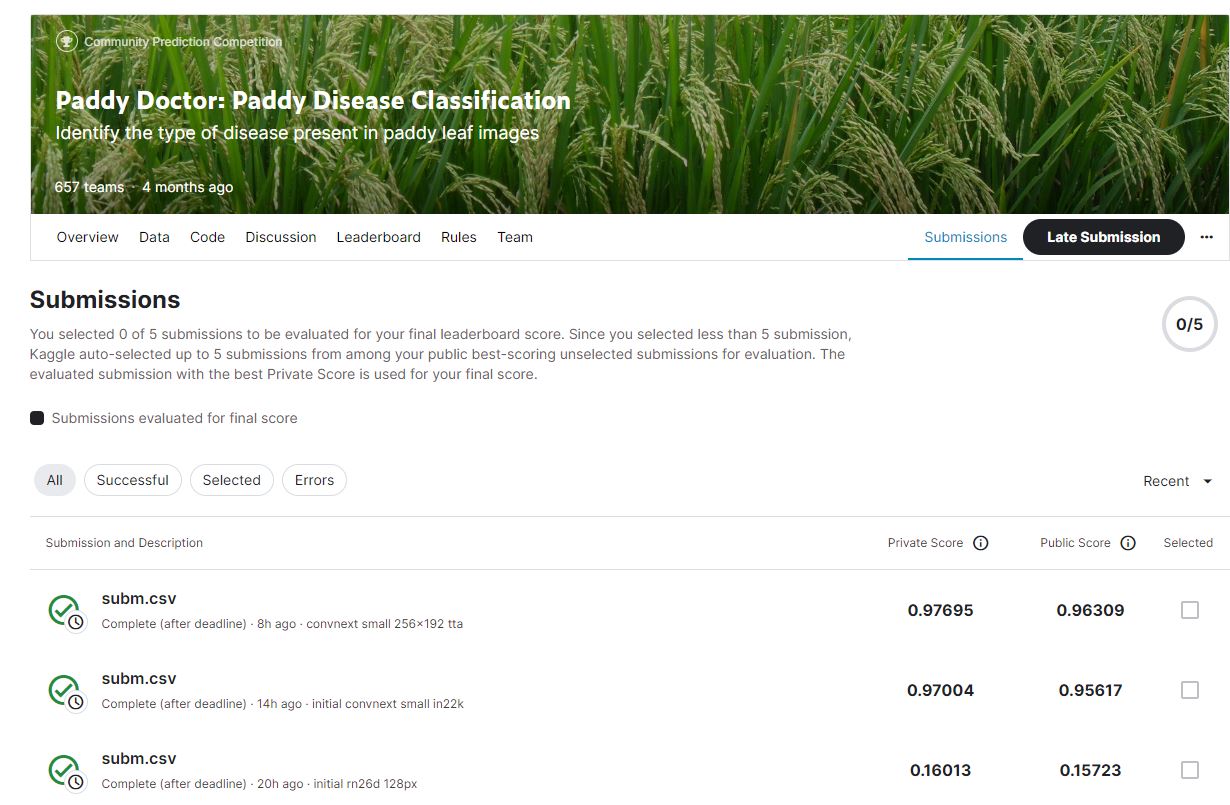 Community Prediction Competition
Paddy Doctor: Paddy Disease Classification
Identify the type of disease present in paddy leaf images
657 teams · 4 months ago
Overview Data Code Discussion Leaderboard Rules Team Submissions Late Submission ...
Submissions
You selected 0 of 5 submissions to be evaluated for your final leaderboard score. Since you selected less than 5 submission,
Kaggle auto-selected up to 5 submissions from among your public best-scoring unselected submissions for evaluation. The
evaluated submission with the best Private Score is used for your final score.
0/5
Submissions evaluated for final score
All Successful Selected Errors Recent
Submission and Description Private Score Public Score Selected
subm.csv
Complete (after deadline) · 8h ago · convnext small 256×192 tta
0.97695 0.96309
subm.csv
Complete (after deadline) · 14h ago · initial convnext small in22k
0.97004 0.95617
subm.csv
Complete (after deadline) · 20h ago · initial rn26d 128px
0.16013 0.15723